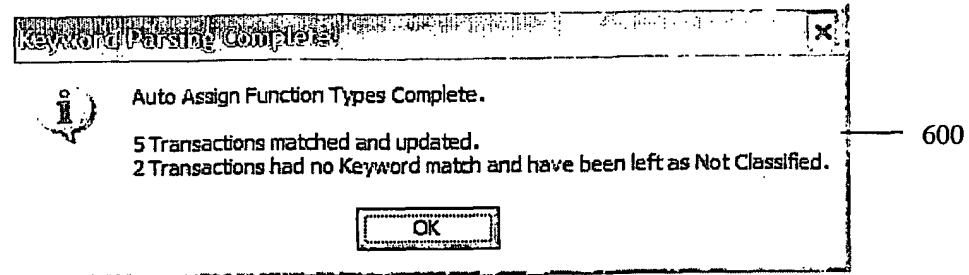 Keyword Parsing Complete!
Auto Assign Function Types Complete.
5 Transactions matched and updated.
2 Transactions had no Keyword match and have been left as Not Classified.
600
OK